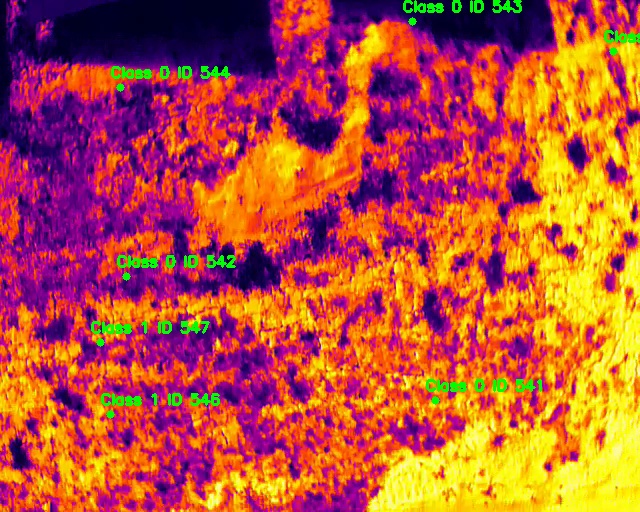 Class 0 ID 543
Clas
Class 0 ID 544
Class 0 ID 542
Class 1 ID 547
Class 0 ID 541
Class 1 ID 546